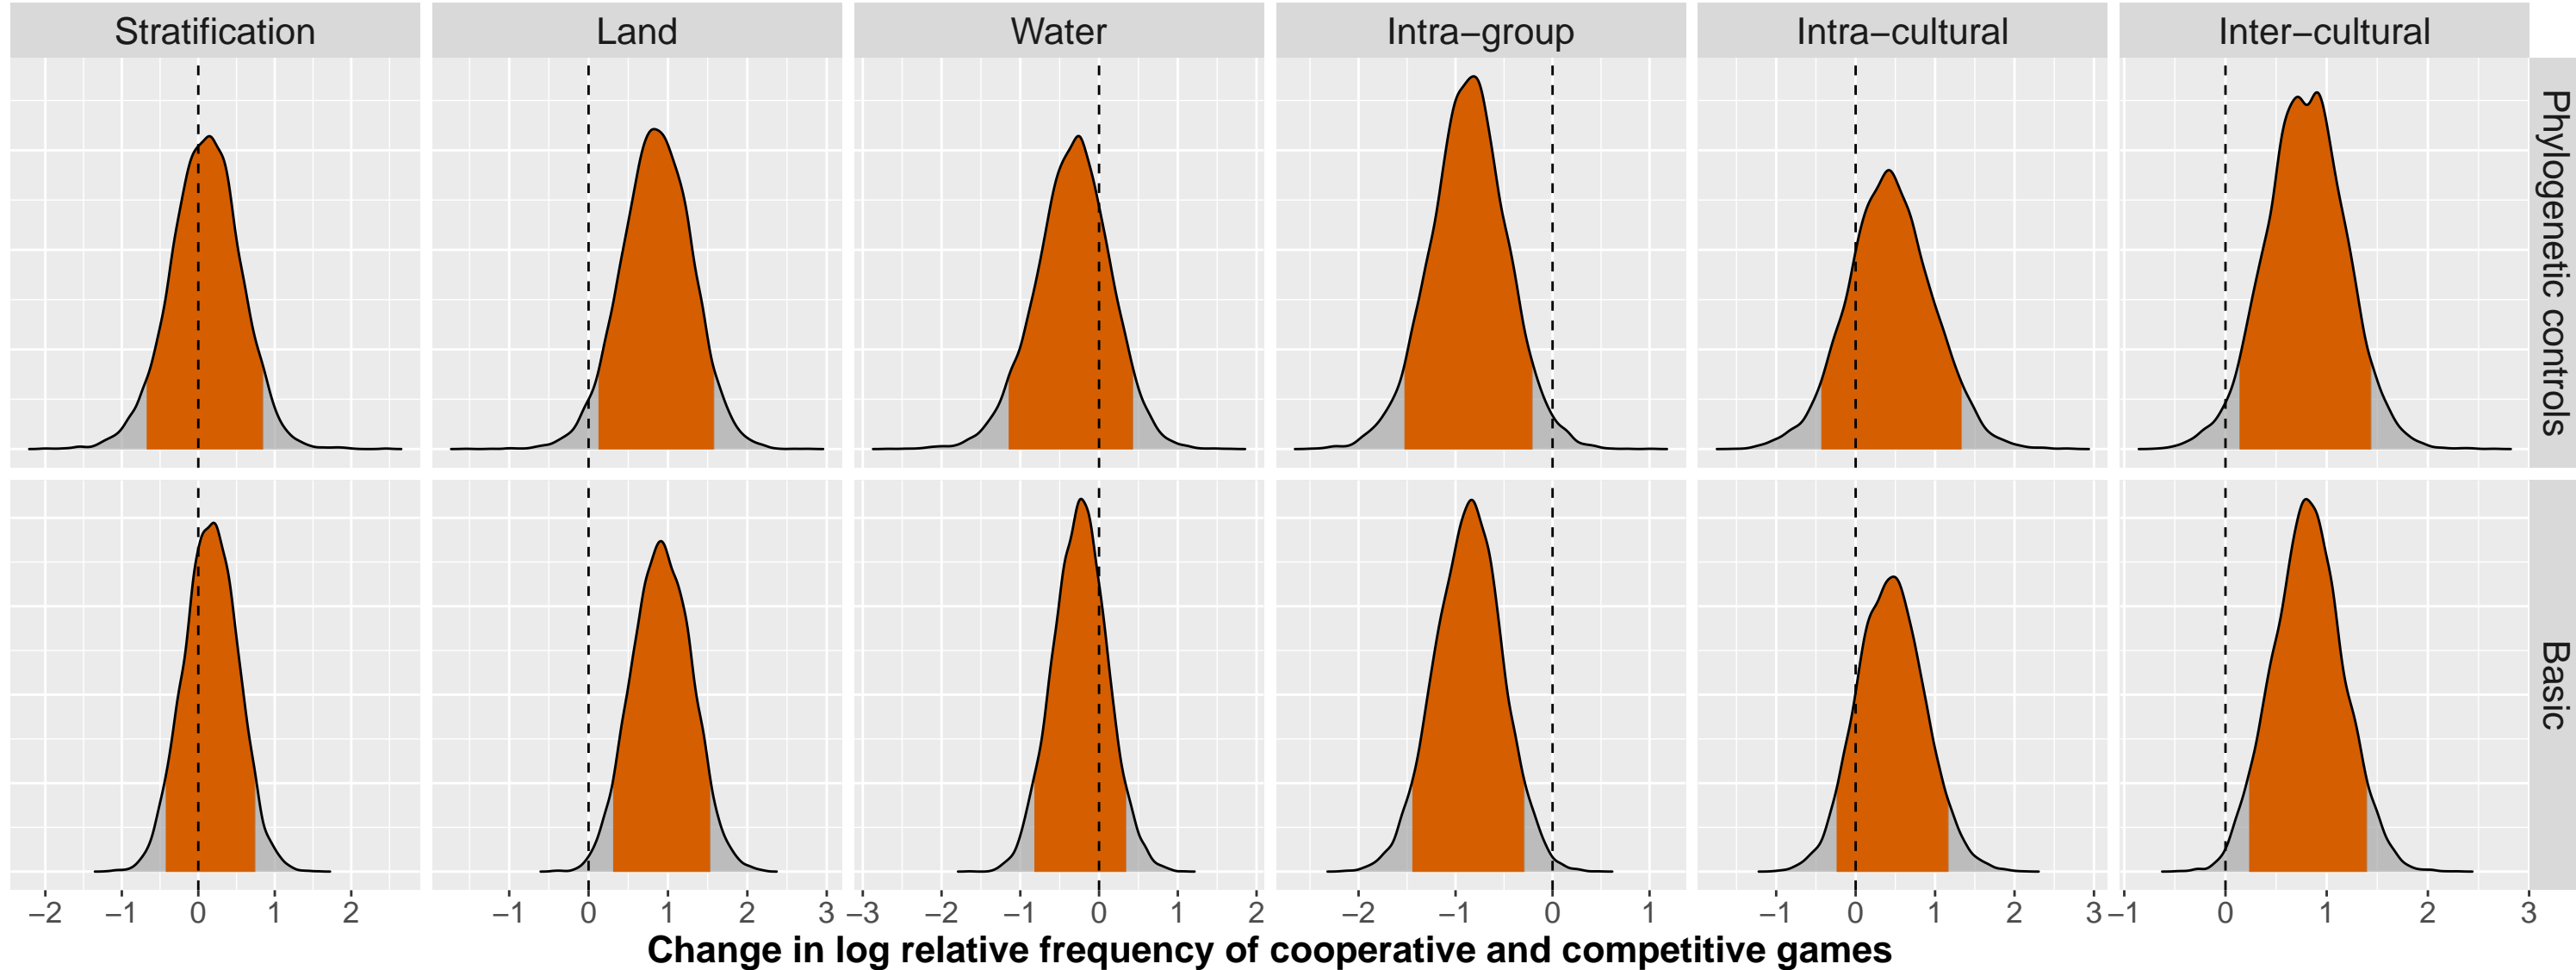 Stratification Land Water Intra−group Intra−cultural Inter−cultural
Phylogenetic controls
Basic
−2 −1 0 1 2 −1 0 1 2 3 −3 −2 −1 0 1 2 −2 −1 0 1 −1 0 1 2 3 −1 0 1 2 3
Change in log relative frequency of cooperative and competitive games